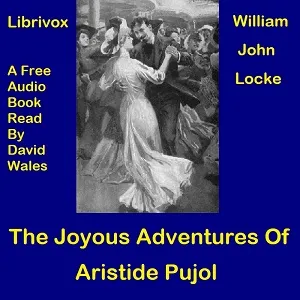 Librivox
A Free
Audio
Book
Read
By
David
Wales
William
John
Locke
The Joyous Adventures Of
Aristide Pujol